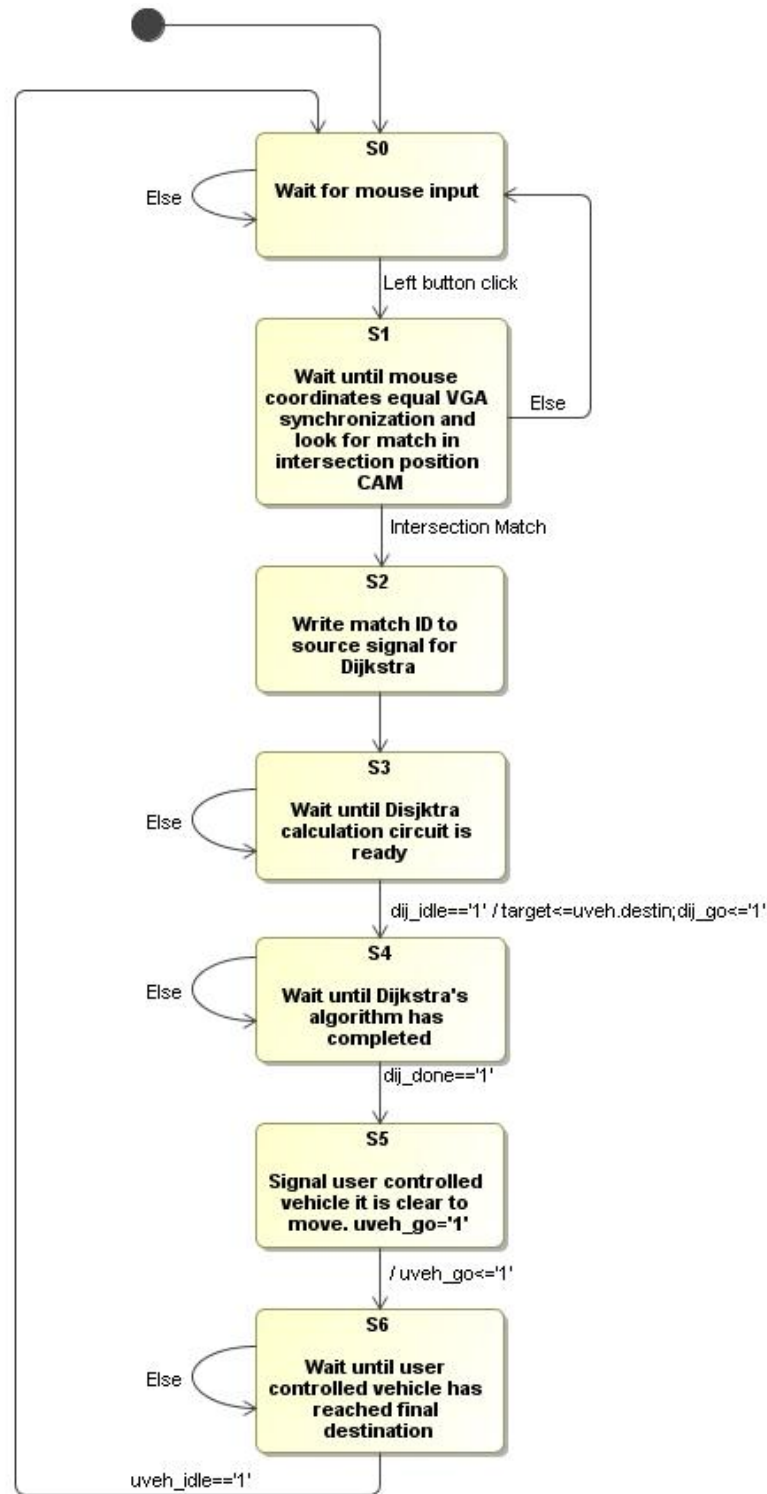 S0
Wait for mouse input
Else
Left button click
S1
Wait until mouse
coordinates equal VGA
synchronization and
look for match in
intersection position
CAM
Else
Intersection Match
S2
Write match ID to
source signal for
Dijkstra
S3
Wait until Disjktra
calculation circuit is
ready
Else
dij_idle=='1' / target<=uveh.destin;dij_go<='1'
S4
Wait until Dijkstra's
algorithm has
completed
Else
dij_done=='1'
S5
Signal user controlled
vehicle it is clear to
move. uveh_go='1'
/ uveh_go<='1'
S6
Wait until user
controlled vehicle has
reached final
destination
Else
uveh_idle=='1'